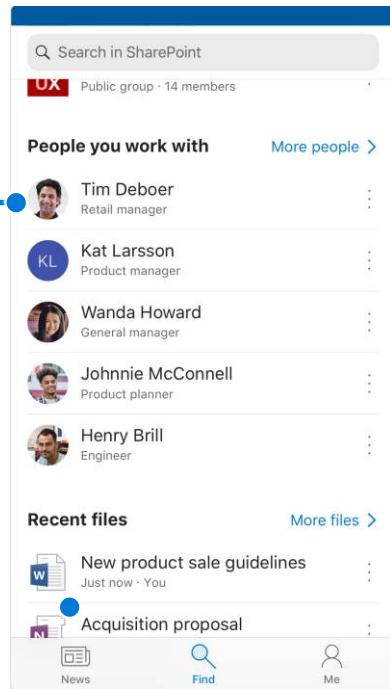 Search in SharePoint
UX
Public group · 14 members
People you work with
More people
Tim Deboer
Retail manager
KL
Kat Larsson
Product manager
Wanda Howard
General manager
Johnnie McConnell
Product planner
Henry Brill
Engineer
Recent files
More files
W
New product sale guidelines
Just now · You
N
Acquisition proposal
News
Find
Me